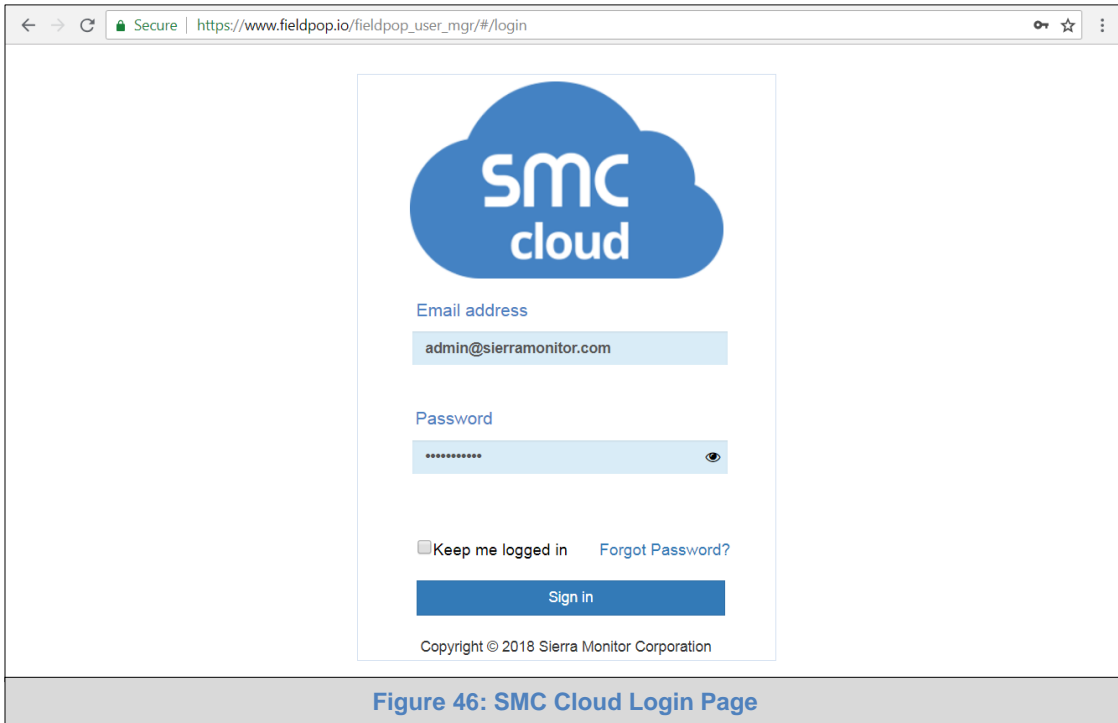 Secure | https://www.fieldpop.io/fieldpop_user_mgr/#/login
smc
cloud
Email address
admin@sierramonitor.com
Password
•••••••••••
Keep me logged in Forgot Password?
Sign in
Copyright © 2018 Sierra Monitor Corporation
Figure 46: SMC Cloud Login Page